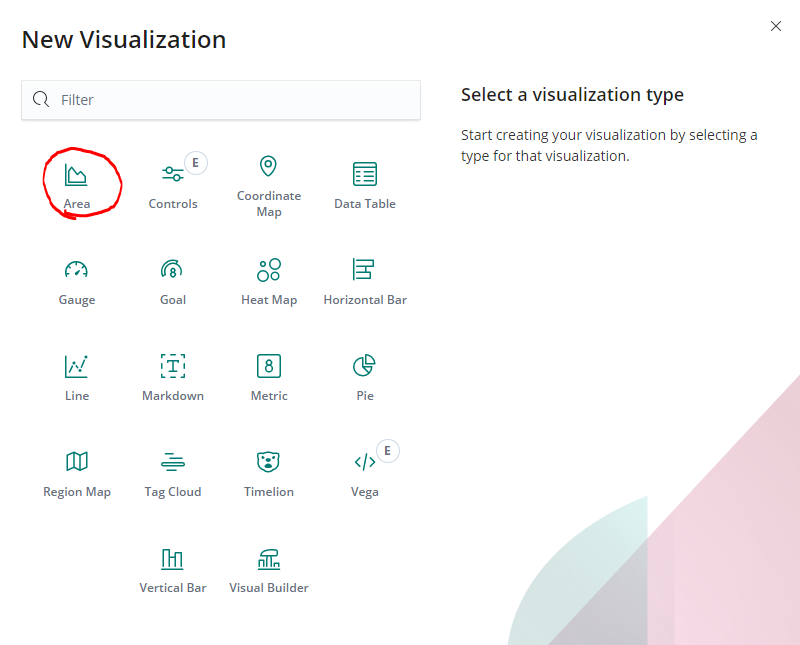 New Visualization
Filter
Select a visualization type
Start creating your visualization by selecting a
type for that visualization.
E
Area
Controls
Coordinate
Map
Data Table
Gauge
8
Goal
Heat Map
Horizontal Bar
Line
T
Markdown
8
Metric
Pie
Region Map
Tag Cloud
Timelion
E
Vega
Vertical Bar
Visual Builder